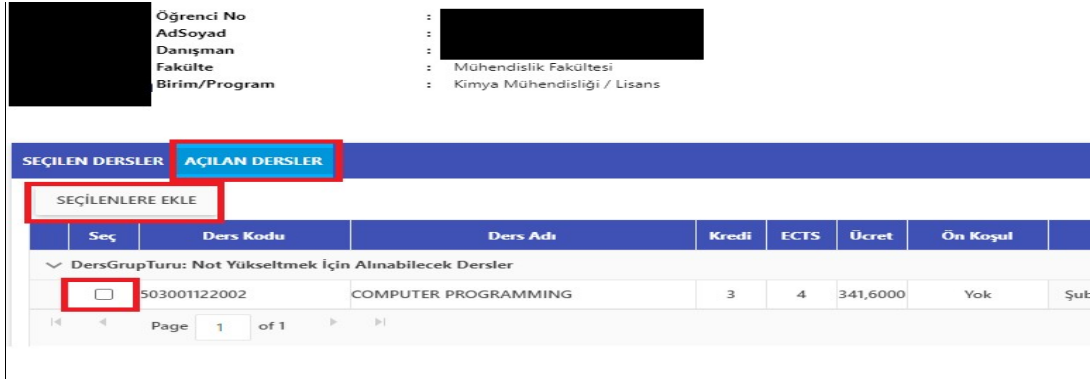 Öğrenci No :
AdSoyad :
Danışman :
Fakülte : Mühendislik Fakültesi
Birim/Program : Kimya Mühendisliği / Lisans
SEÇILEN DERSLER AÇILAN DERSLER
SEÇİLENLERE EKLE
Seç Ders Kodu Ders Adı Kredi ECTS Ücret Ön Koşul
DersGrupTuru: Not Yükseltmek İçin Alınabilecek Dersler
503001122002 COMPUTER PROGRAMMING 3 4 341,6000 Yok Şub
Page 1 of 1